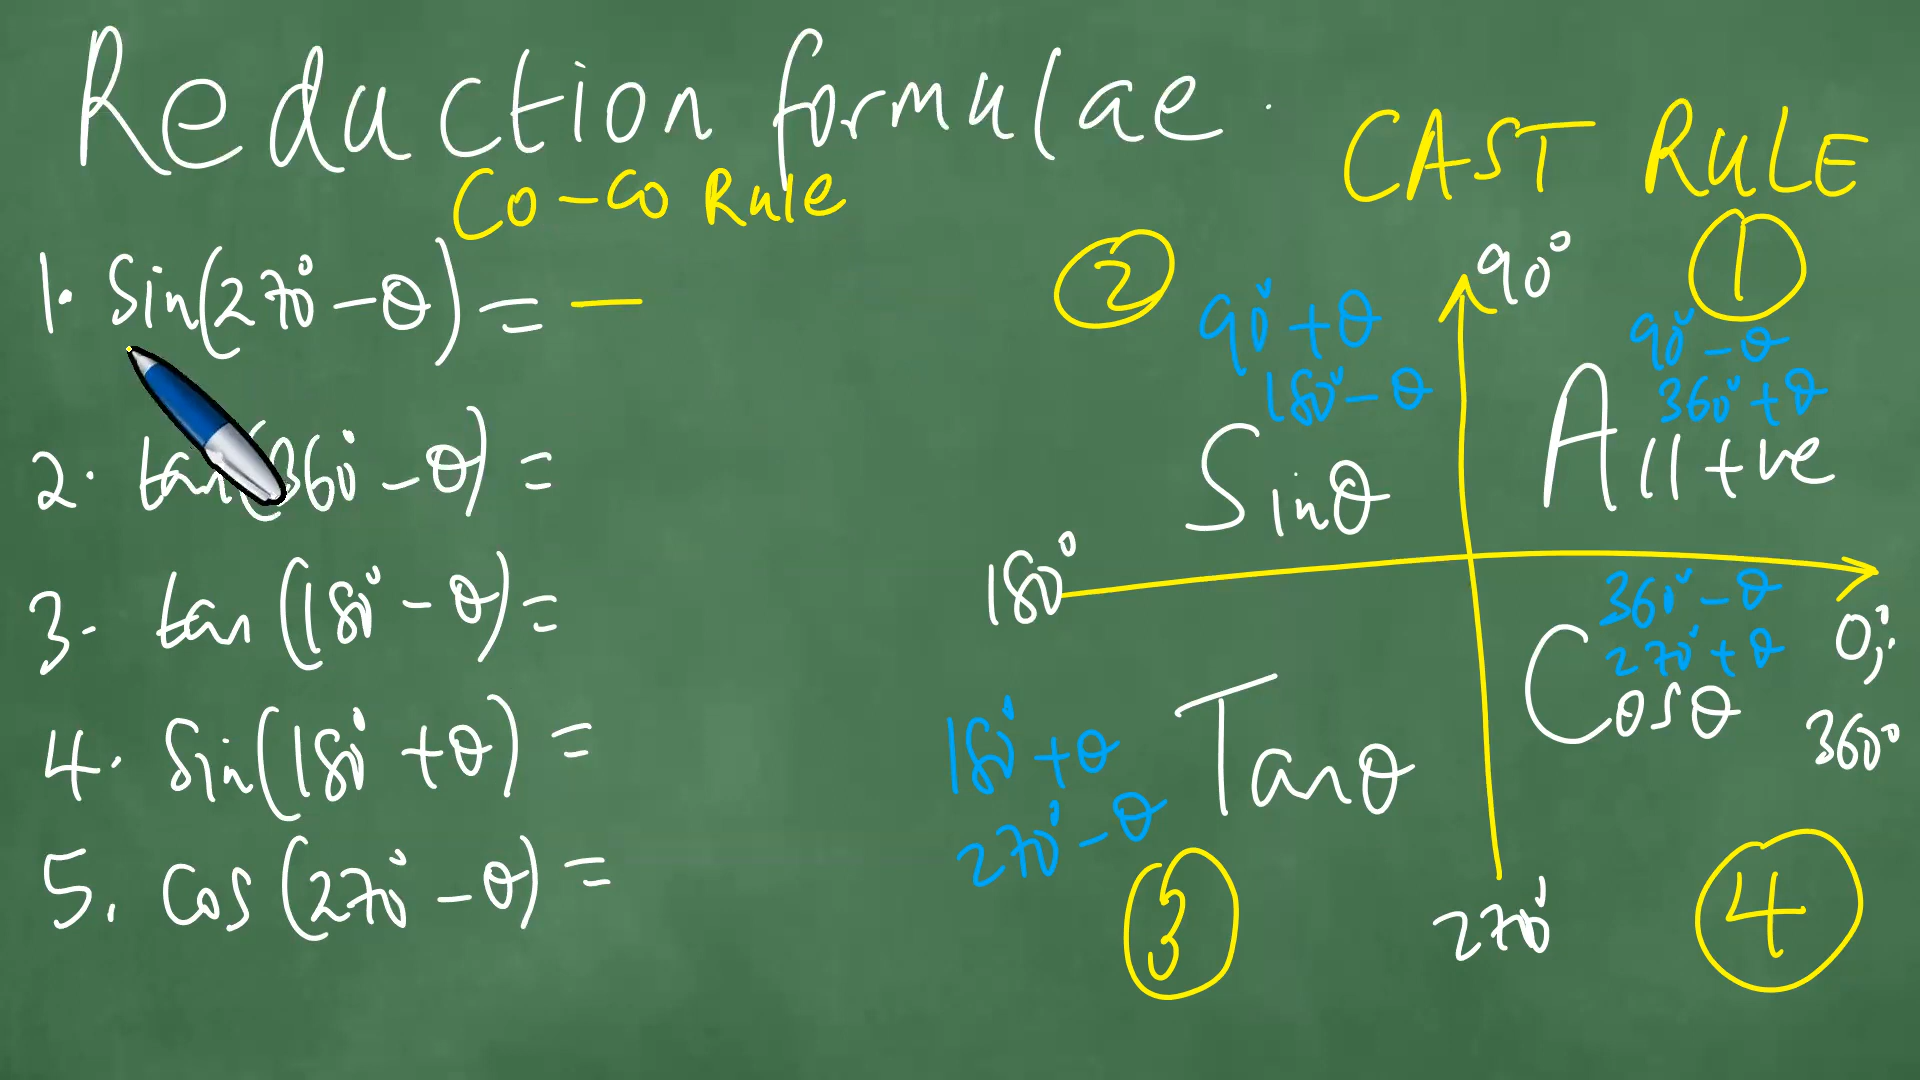 Reduction formulae.
Co-Co Rule
1. Sin(270° - θ) = -
2. tan(360° - θ) =
3. tan(180° - θ) =
4. Sin(180° + θ) =
5. Cos(270° - θ) =
CAST RULE
2
90°
1
90° + θ
180° - θ
90° - θ
360° + θ
Sinθ
All +ve
180°
360° - θ
270° + θ
0°;
360°
Cosθ
180° + θ
270° - θ
Tanθ
3
270°
4